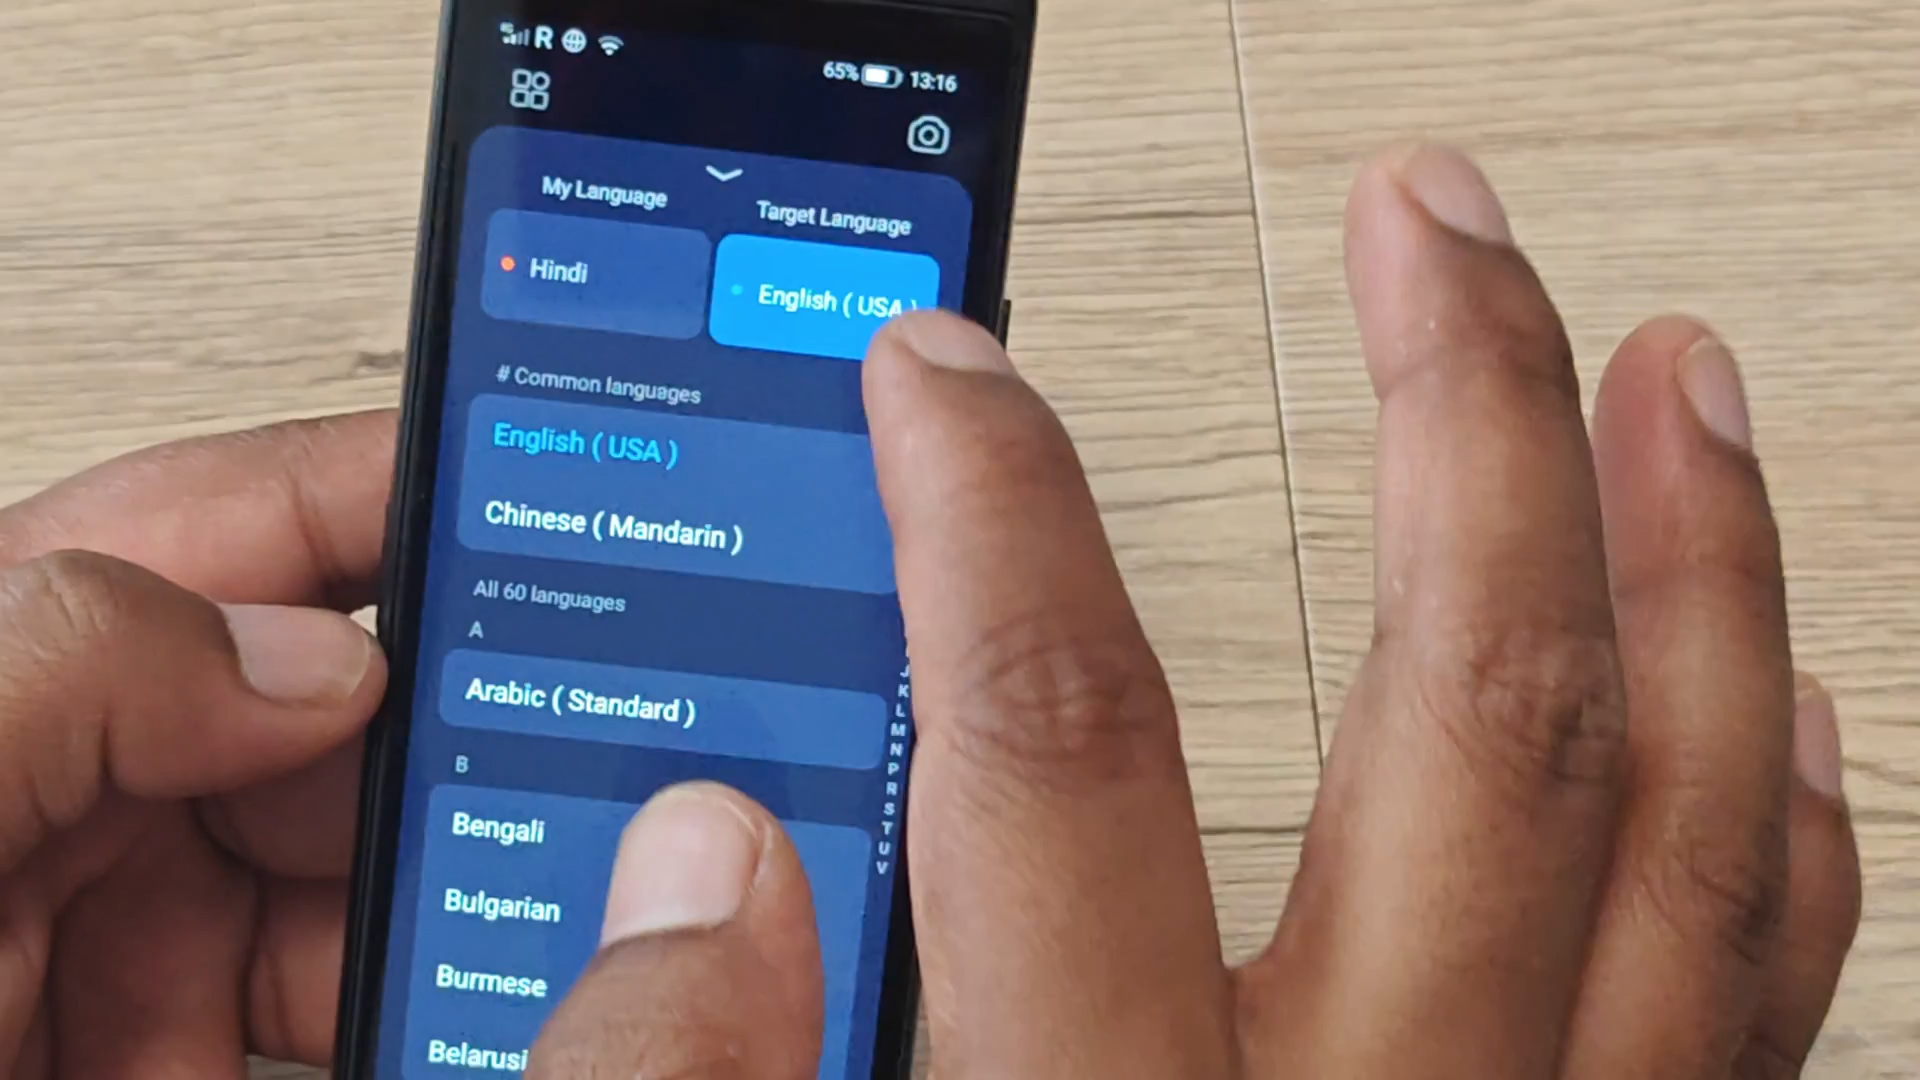 R
65% 13:16
My Language
Target Language
Hindi
English ( USA )
# Common languages
English ( USA )
Chinese ( Mandarin )
All 60 languages
A
Arabic ( Standard )
B
Bengali
Bulgarian
Burmese
J
K
L
M
N
P
R
S
T
U
V